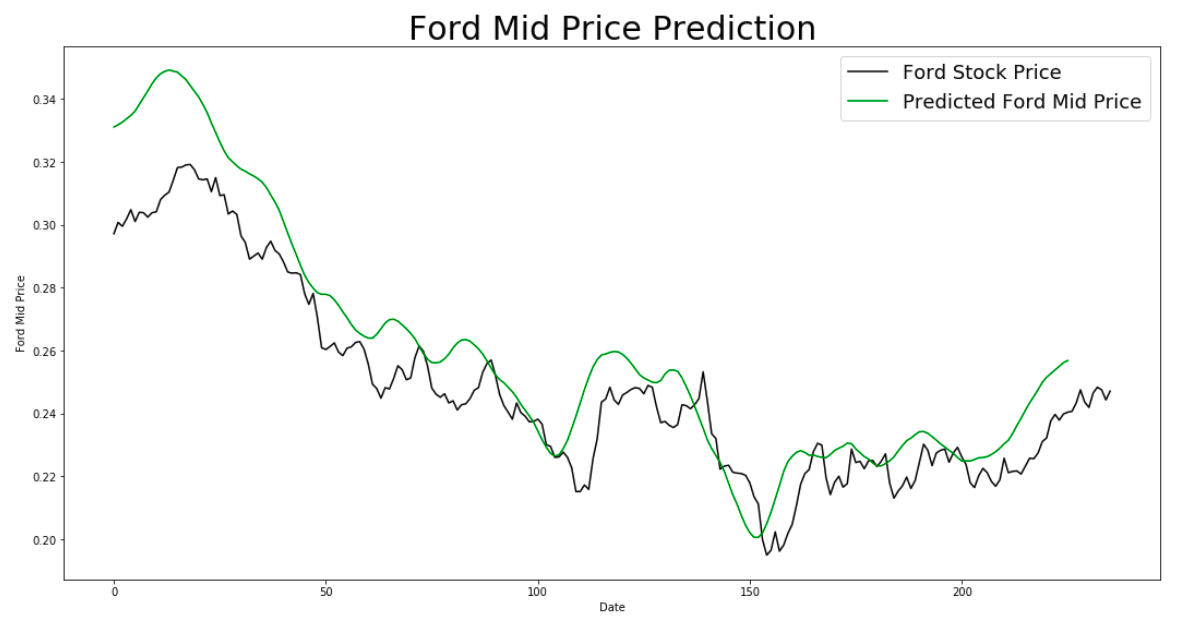 Ford Mid Price Prediction
Ford Stock Price
Predicted Ford Mid Price
0.34
0.32
0.30
0.28
0.26
0.24
0.22
0.20
Ford Mid Price
0
50
100
150
200
Date